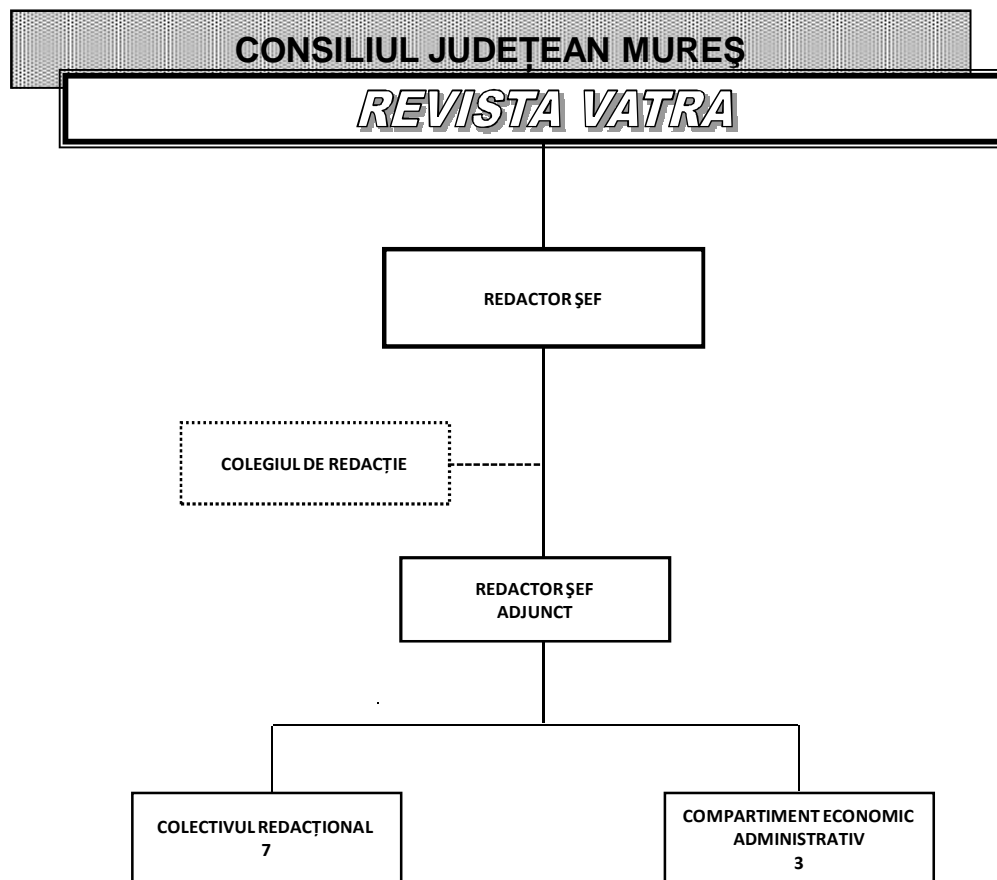 CONSILIUL JUDEȚEAN MUREŞ
REVISTA VATRA
REDACTOR ŞEF
COLEGIUL DE REDACȚIE
REDACTOR ŞEF
ADJUNCT
COLECTIVUL REDACȚIONAL
7
COMPARTIMENT ECONOMIC
ADMINISTRATIV
3